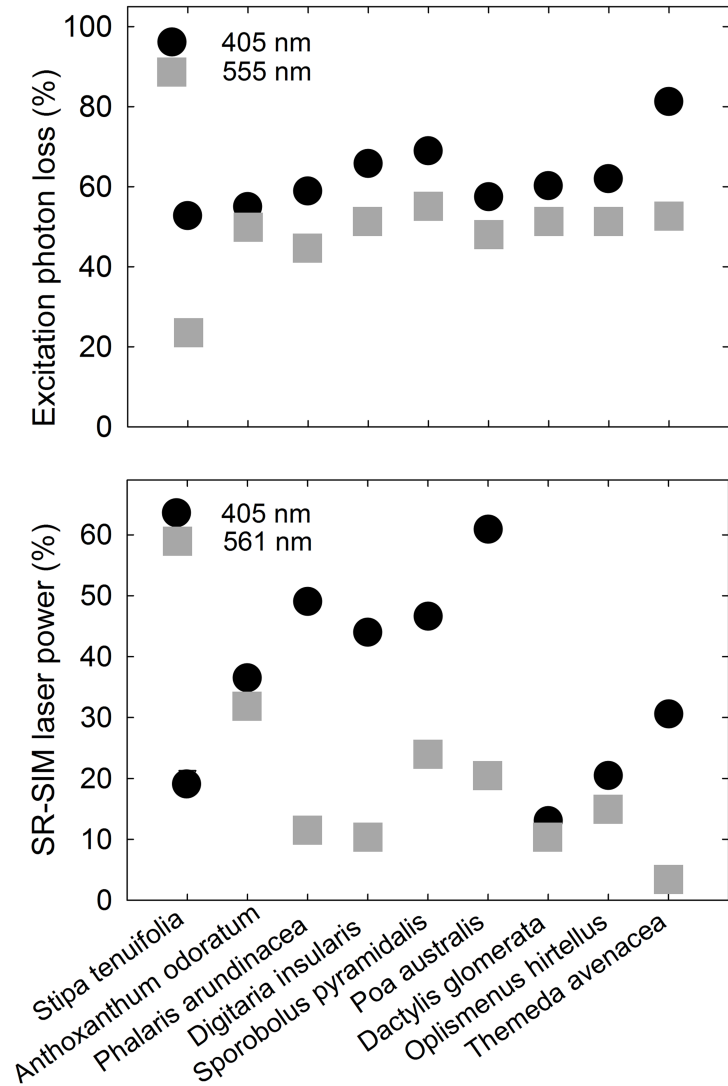 100
80
60
40
20
0
Excitation photon loss (%)
405 nm
555 nm
60
50
40
30
20
10
0
SR-SIM laser power (%)
405 nm
561 nm
Stipa tenuifolia
Anthoxanthum odoratum
Phalaris arundinacea
Digitaria insularis
Sporobolus pyramidalis
Poa australis
Dactylis glomerata
Oplismenus hirtellus
Themeda avenacea